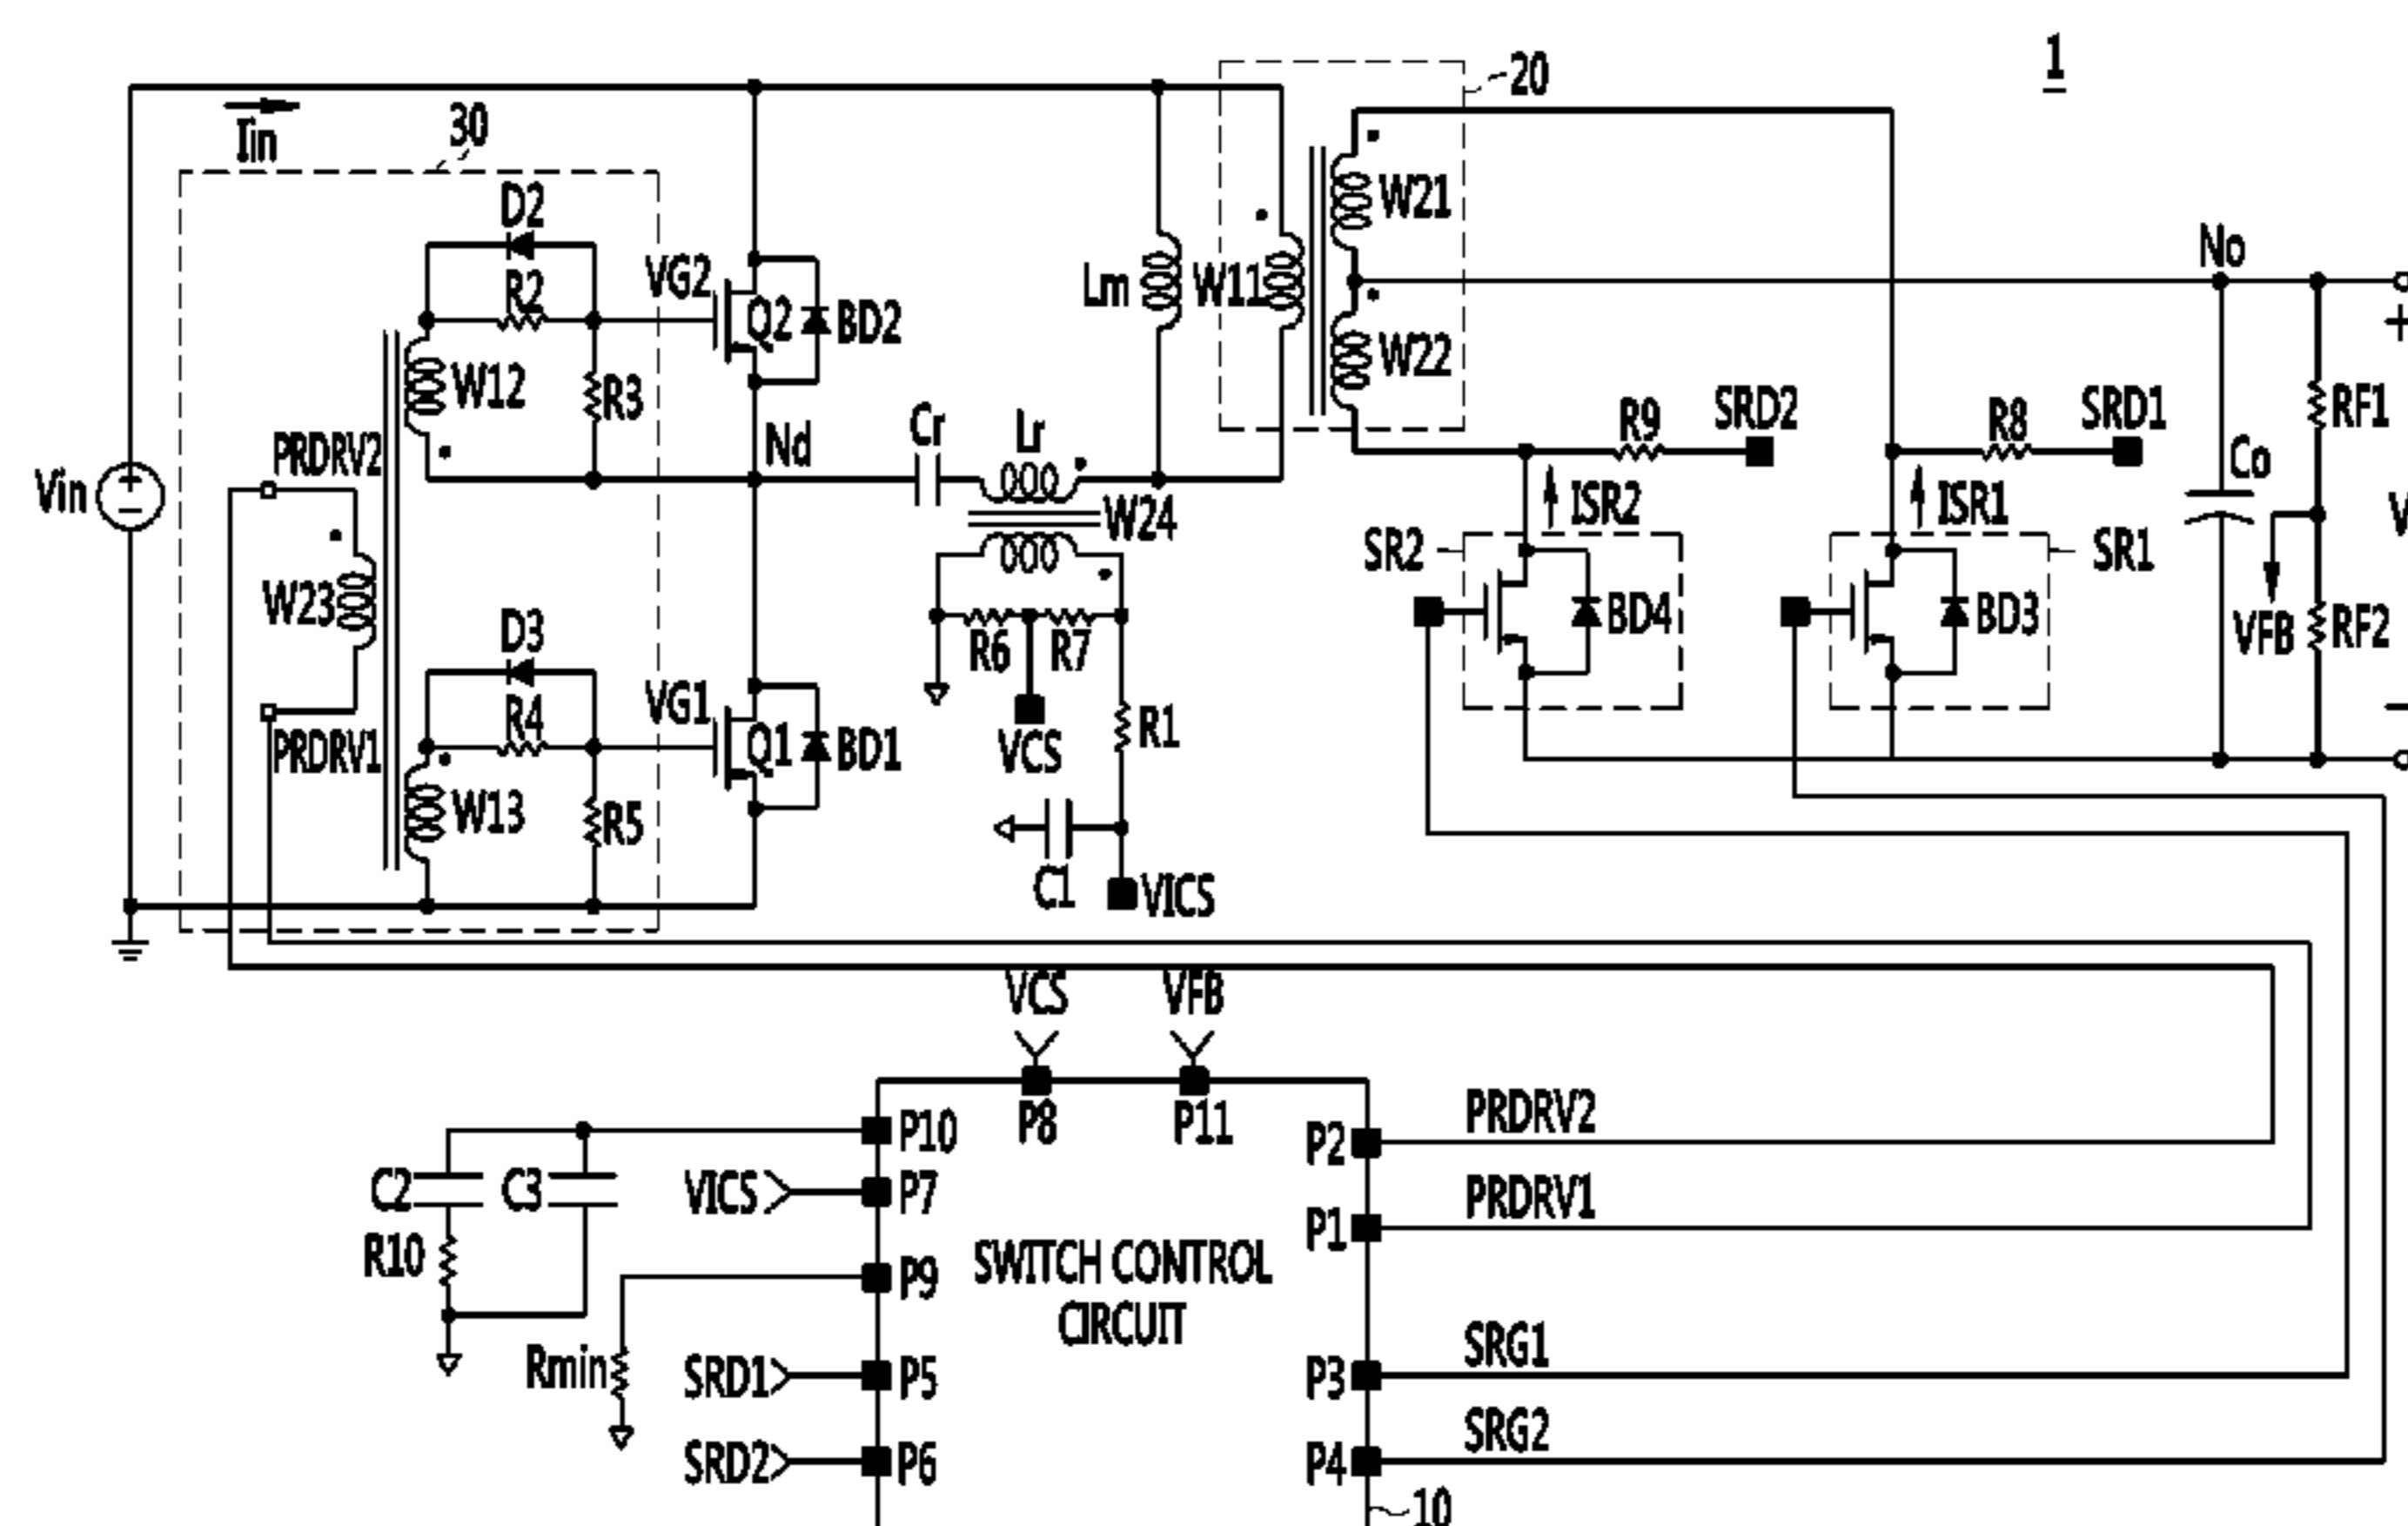 1
20
Iin
30
D2
R2
VG2
Q2
BD2
Lm
W11
W21
W22
No
+
W12
R3
PRDRV2
Nd
Cr
Lr
W24
R9
SRD2
R8
SRD1
RF1
Vin
Co
V
ISR2
ISR1
SR2
SR1
W23
D3
R4
VG1
Q1
BD1
R6
R7
BD4
BD3
VFB
RF2
PRDRV1
VCS
R1
W13
R5
C1
VICS
VCS
VFB
P10
P8
P11
P2
PRDRV2
C2
C3
VICS
P7
PRDRV1
P1
R10
P9
SWITCH CONTROL
CIRCUIT
Rmin
SRD1
P5
P3
SRG1
SRD2
P6
P4
SRG2
10